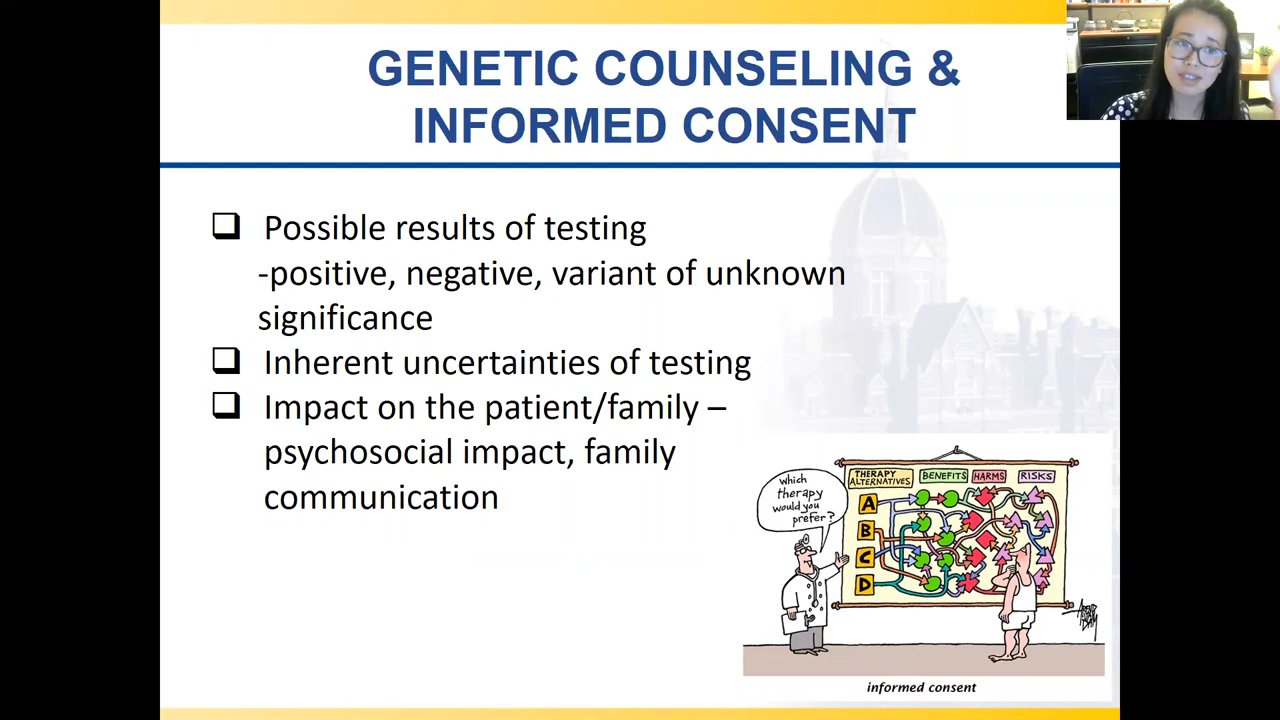 GENETIC COUNSELING &
INFORMED CONSENT
❑ Possible results of testing
-positive, negative, variant of unknown
significance
❑ Inherent uncertainties of testing
❑ Impact on the patient/family –
psychosocial impact, family
communication
which
therapy
would you
prefer?
THERAPY
ALTERNATIVES
BENEFITS
HARMS
RISKS
A
B
C
D
informed consent